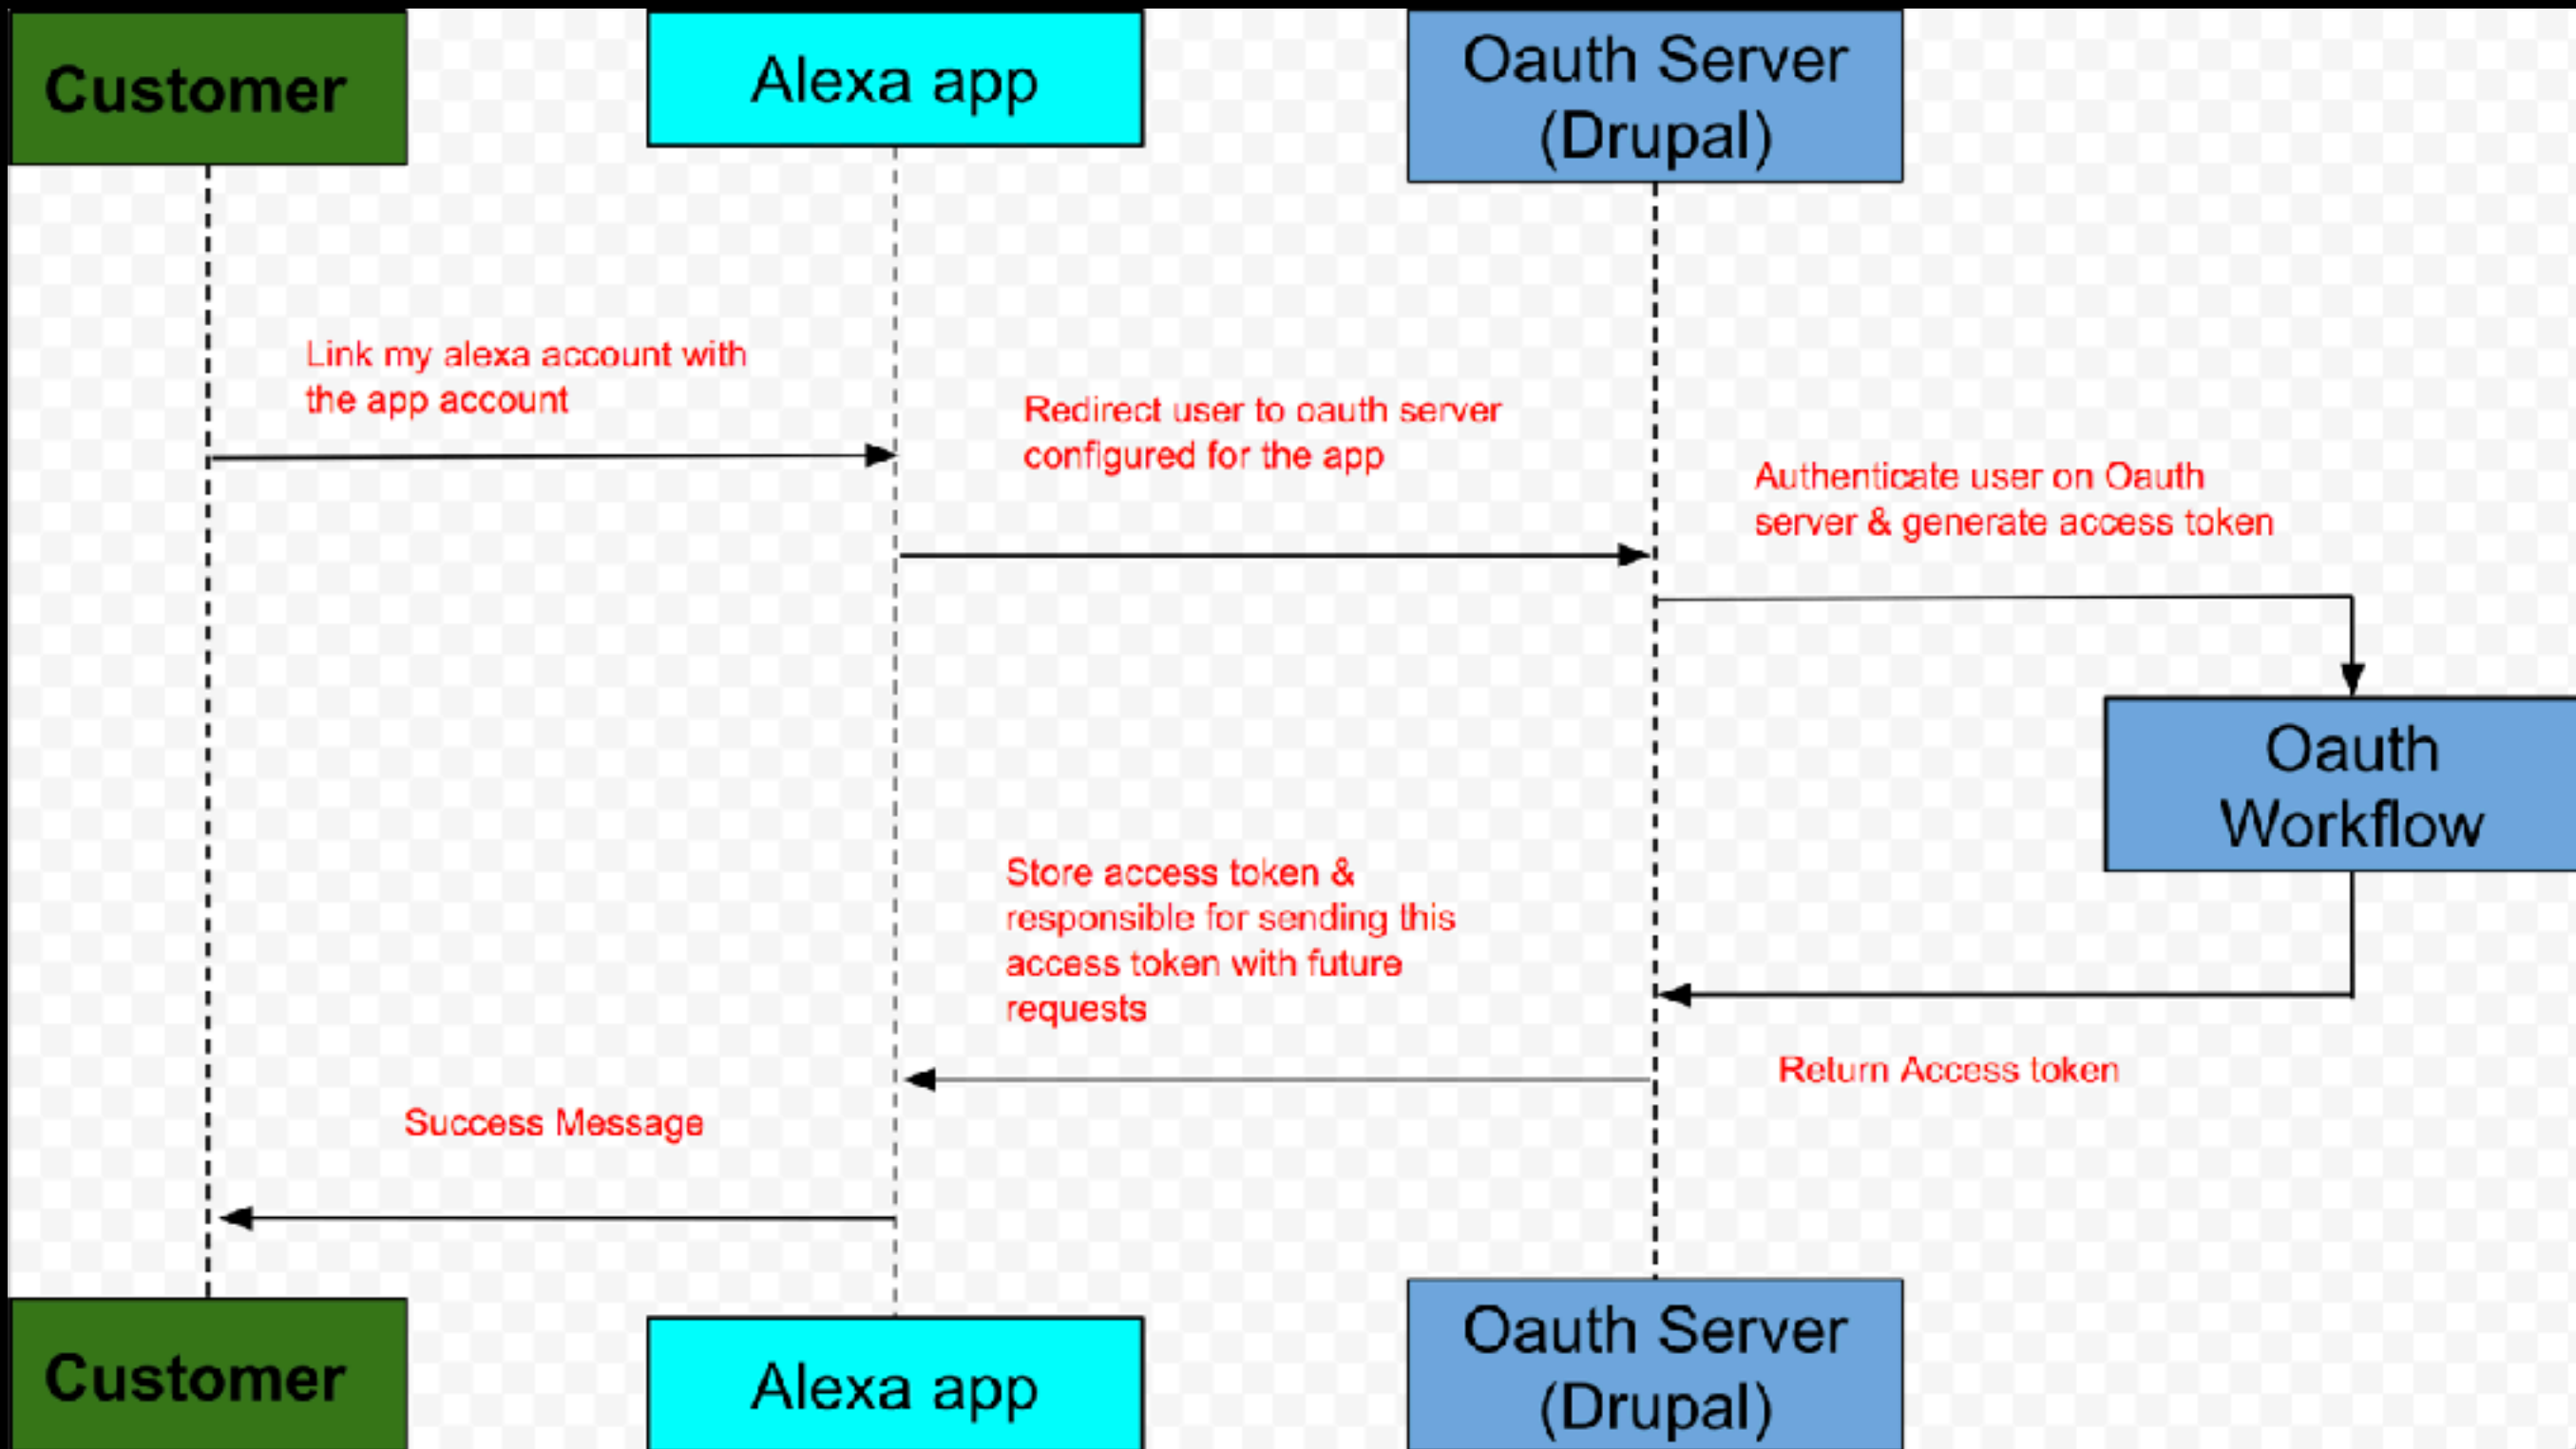 Customer
Alexa app
Oauth Server
(Drupal)
Link my alexa account with
the app account
Redirect user to oauth server
configured for the app
Authenticate user on Oauth
server & generate access token
Oauth
Workflow
Store access token &
responsible for sending this
access token with future
requests
Return Access token
Success Message
Customer
Alexa app
Oauth Server
(Drupal)